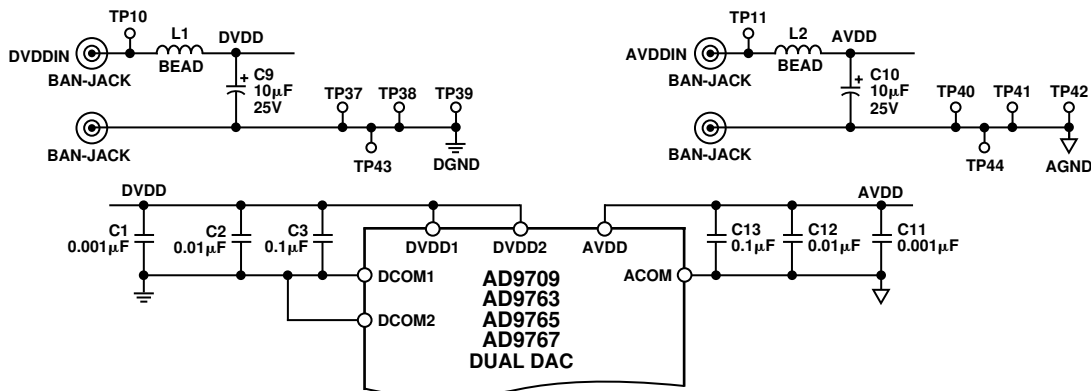 TP10
L1
DVDD
DVDDIN
BEAD
BAN-JACK
C9
10µF
25V
TP37
TP38
TP39
BAN-JACK
TP43
DGND
TP11
L2
AVDD
AVDDIN
BEAD
BAN-JACK
C10
10µF
25V
TP40
TP41
TP42
BAN-JACK
TP44
AGND
DVDD
C1
0.001µF
C2
0.01µF
C3
0.1µF
DVDD1
DVDD2
AVDD
DCOM1
DCOM2
ACOM
AD9709
AD9763
AD9765
AD9767
DUAL DAC
AVDD
C13
0.1µF
C12
0.01µF
C11
0.001µF
+
+